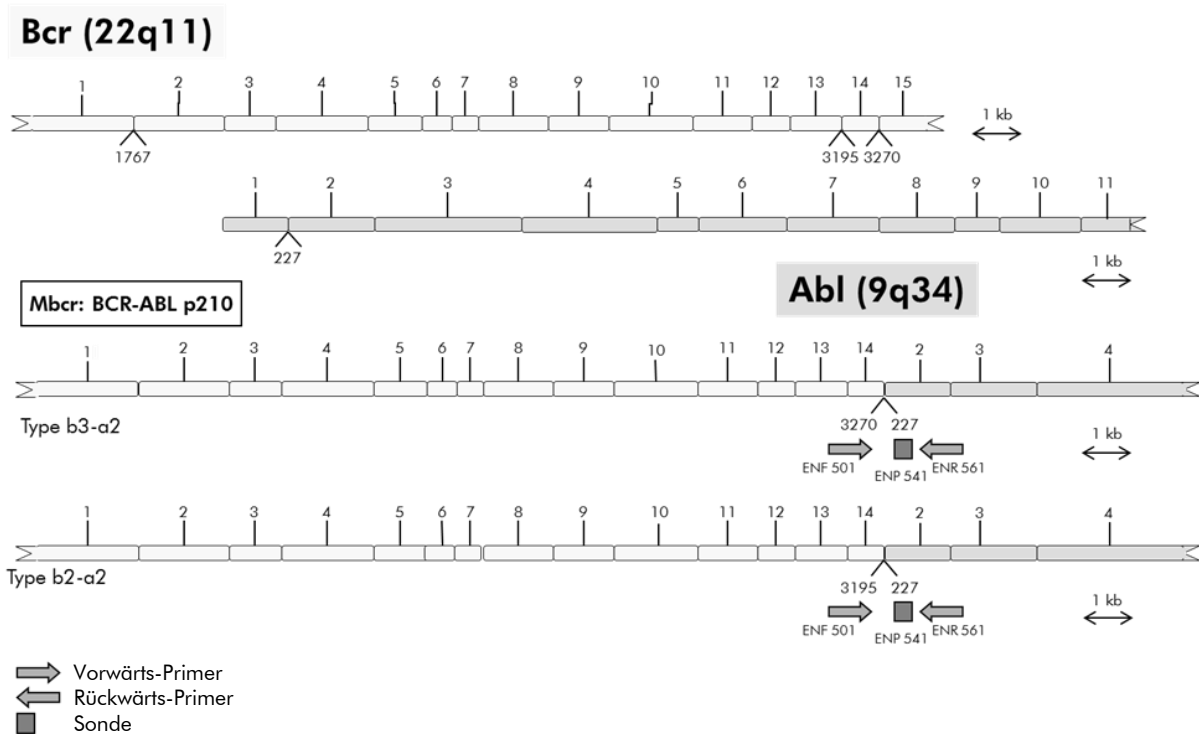 Bcr (22q11)
1 2 3 4 5 6 7 8 9 10 11 12 13 14 15
1 kb
1767 3195 3270
1 2 3 4 5 6 7 8 9 10 11
227
1 kb
Abl (9q34)
Mbcr: BCR-ABL p210
1 2 3 4 5 6 7 8 9 10 11 12 13 14 2 3 4
Type b3-a2
3270 227
1 kb
ENF 501 ENP 541 ENR 561
1 2 3 4 5 6 7 8 9 10 11 12 13 14 2 3 4
Type b2-a2
3195 227
1 kb
ENF 501 ENP 541 ENR 561
Vorwärts-Primer
Rückwärts-Primer
Sonde